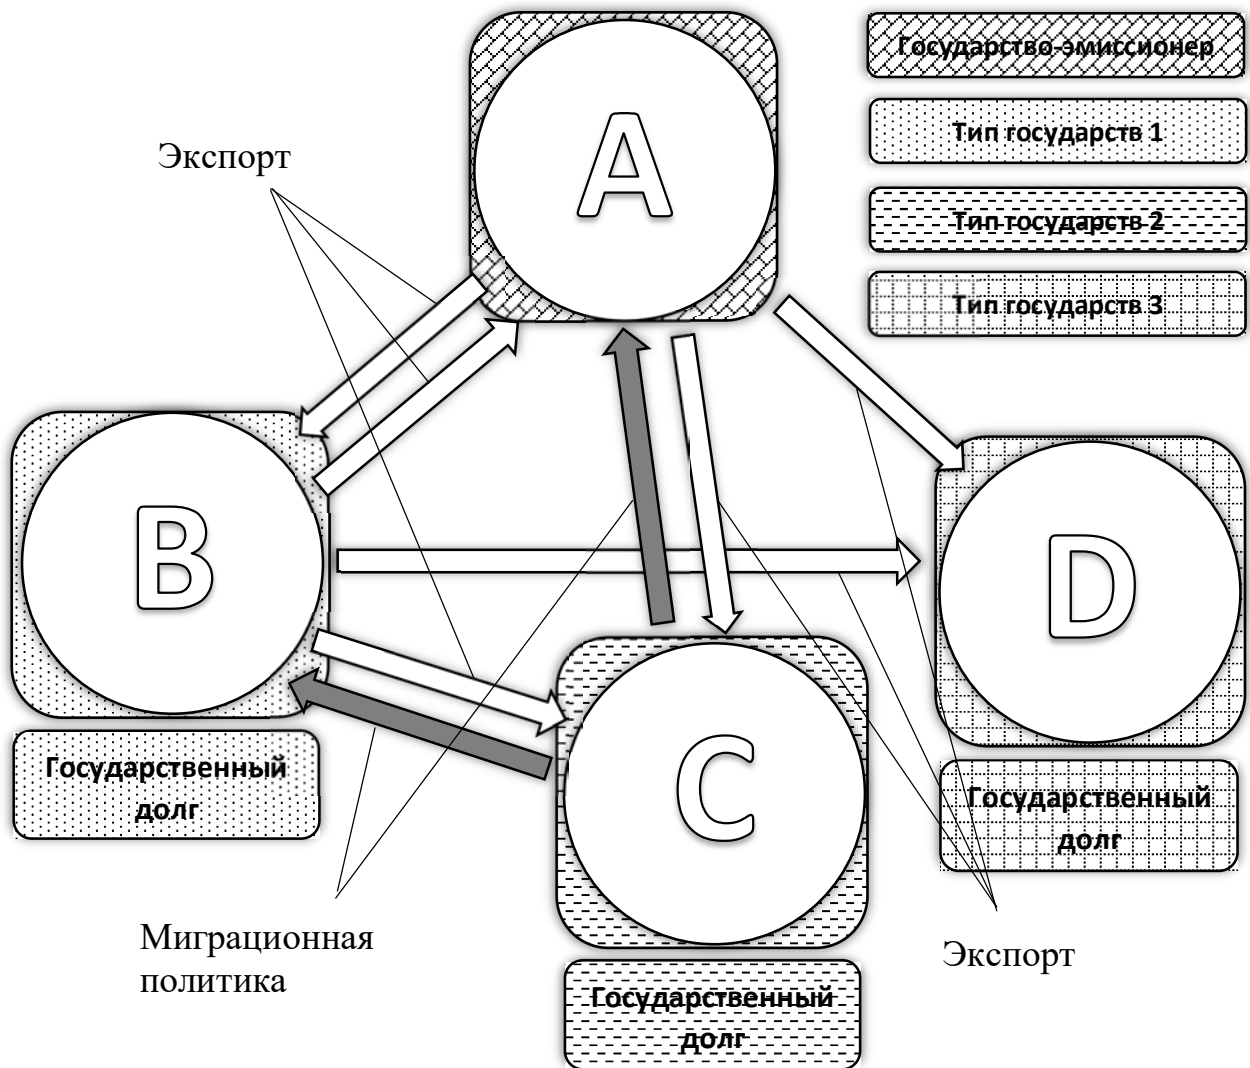 A
Государство-эмиссионер
Тип государств 1
Тип государств 2
Тип государств 3
Экспорт
B
D
C
Государственный
долг
Государственный
долг
Миграционная
политика
Экспорт
Государственный
долг